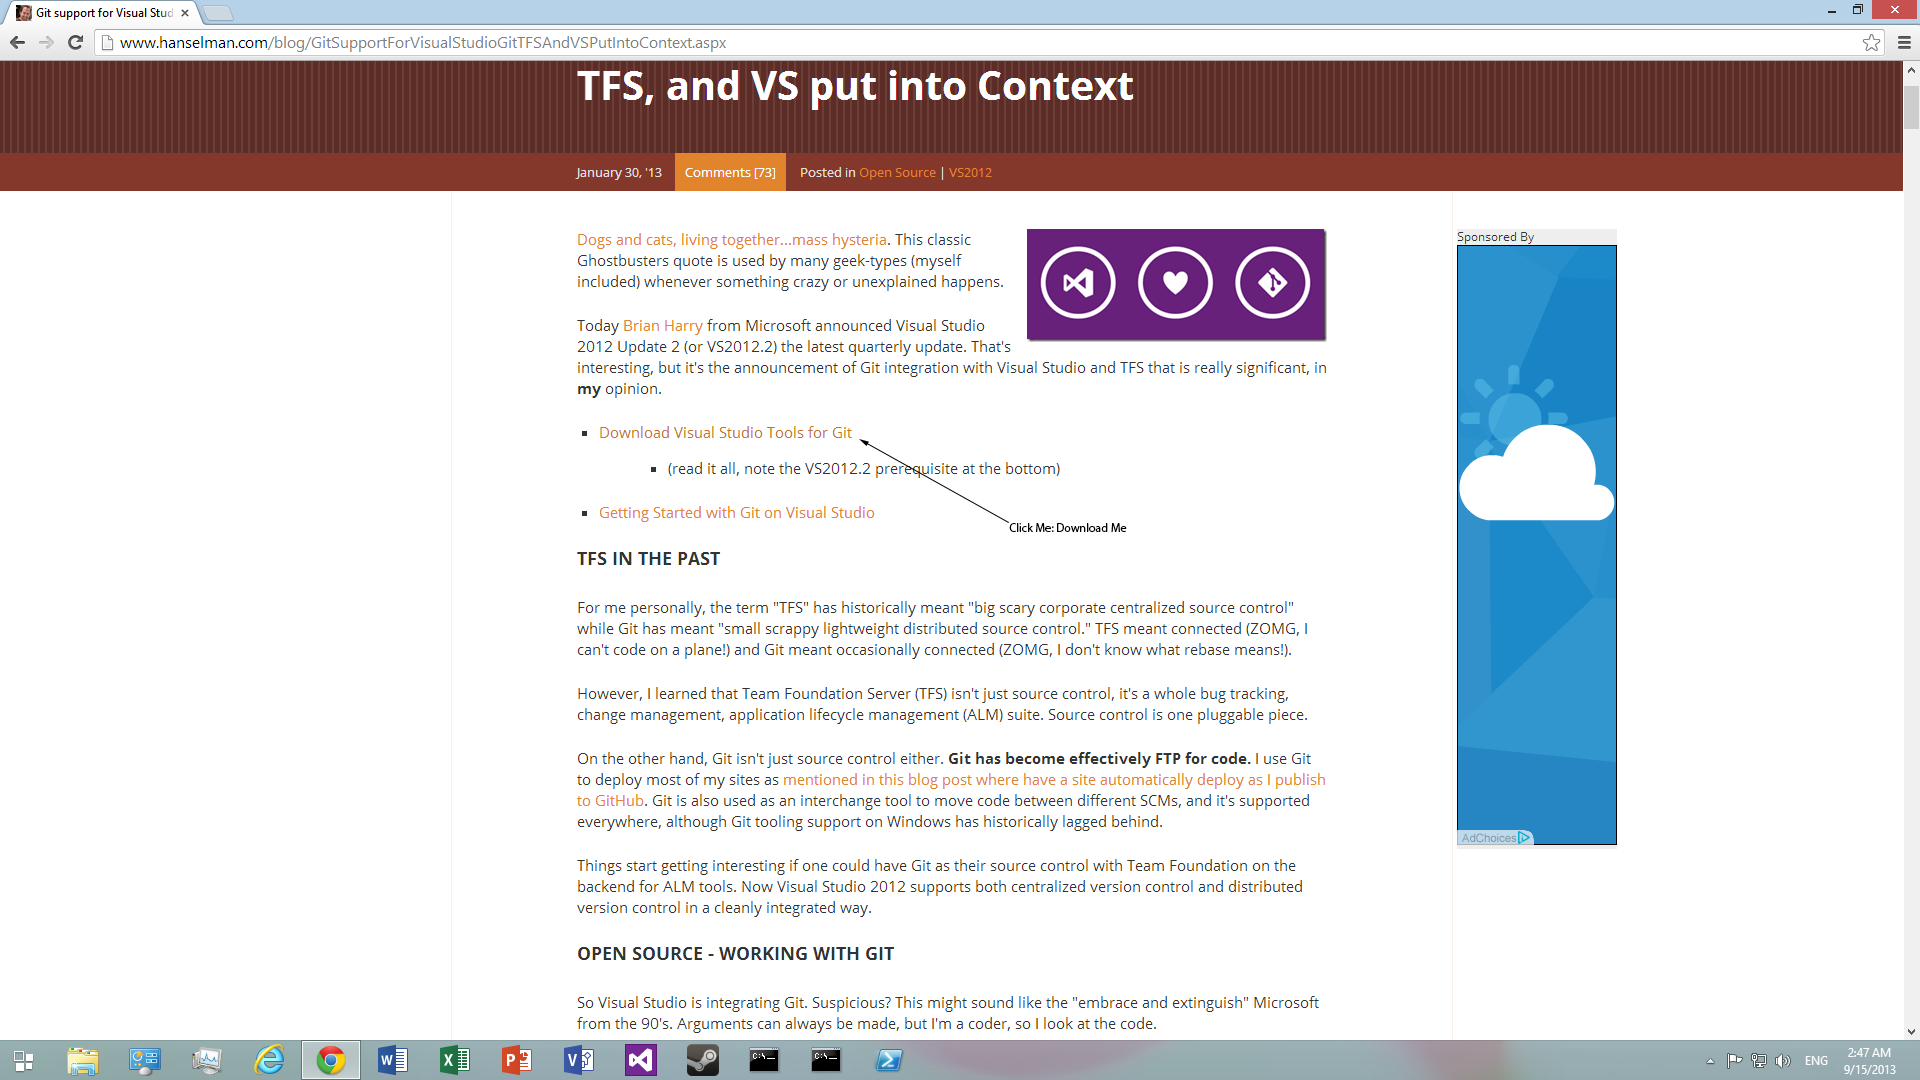 Git support for Visual Stud
www.hanselman.com/blog/GitSupportForVisualStudioGitTFSAndVSPutIntoContext.aspx
TFS, and VS put into Context
January 30, '13
Comments [73]
Posted in Open Source | VS2012
Dogs and cats, living together...mass hysteria. This classic
Ghostbusters quote is used by many geek-types (myself
included) whenever something crazy or unexplained happens.
Today Brian Harry from Microsoft announced Visual Studio
2012 Update 2 (or VS2012.2) the latest quarterly update. That's
interesting, but it's the announcement of Git integration with Visual Studio and TFS that is really significant, in
my opinion.
Download Visual Studio Tools for Git
(read it all, note the VS2012.2 prerequisite at the bottom)
Getting Started with Git on Visual Studio
Click Me: Download Me
TFS IN THE PAST
For me personally, the term "TFS" has historically meant "big scary corporate centralized source control"
while Git has meant "small scrappy lightweight distributed source control." TFS meant connected (ZOMG, I
can't code on a plane!) and Git meant occasionally connected (ZOMG, I don't know what rebase means!).
However, I learned that Team Foundation Server (TFS) isn't just source control, it's a whole bug tracking,
change management, application lifecycle management (ALM) suite. Source control is one pluggable piece.
On the other hand, Git isn't just source control either. Git has become effectively FTP for code. I use Git
to deploy most of my sites as mentioned in this blog post where have a site automatically deploy as I publish
to GitHub. Git is also used as an interchange tool to move code between different SCMs, and it's supported
everywhere, although Git tooling support on Windows has historically lagged behind.
Things start getting interesting if one could have Git as their source control with Team Foundation on the
backend for ALM tools. Now Visual Studio 2012 supports both centralized version control and distributed
version control in a cleanly integrated way.
OPEN SOURCE - WORKING WITH GIT
So Visual Studio is integrating Git. Suspicious? This might sound like the "embrace and extinguish" Microsoft
from the 90's. Arguments can always be made, but I'm a coder, so I look at the code.
Sponsored By
AdChoices
ENG
2:47 AM
9/15/2013